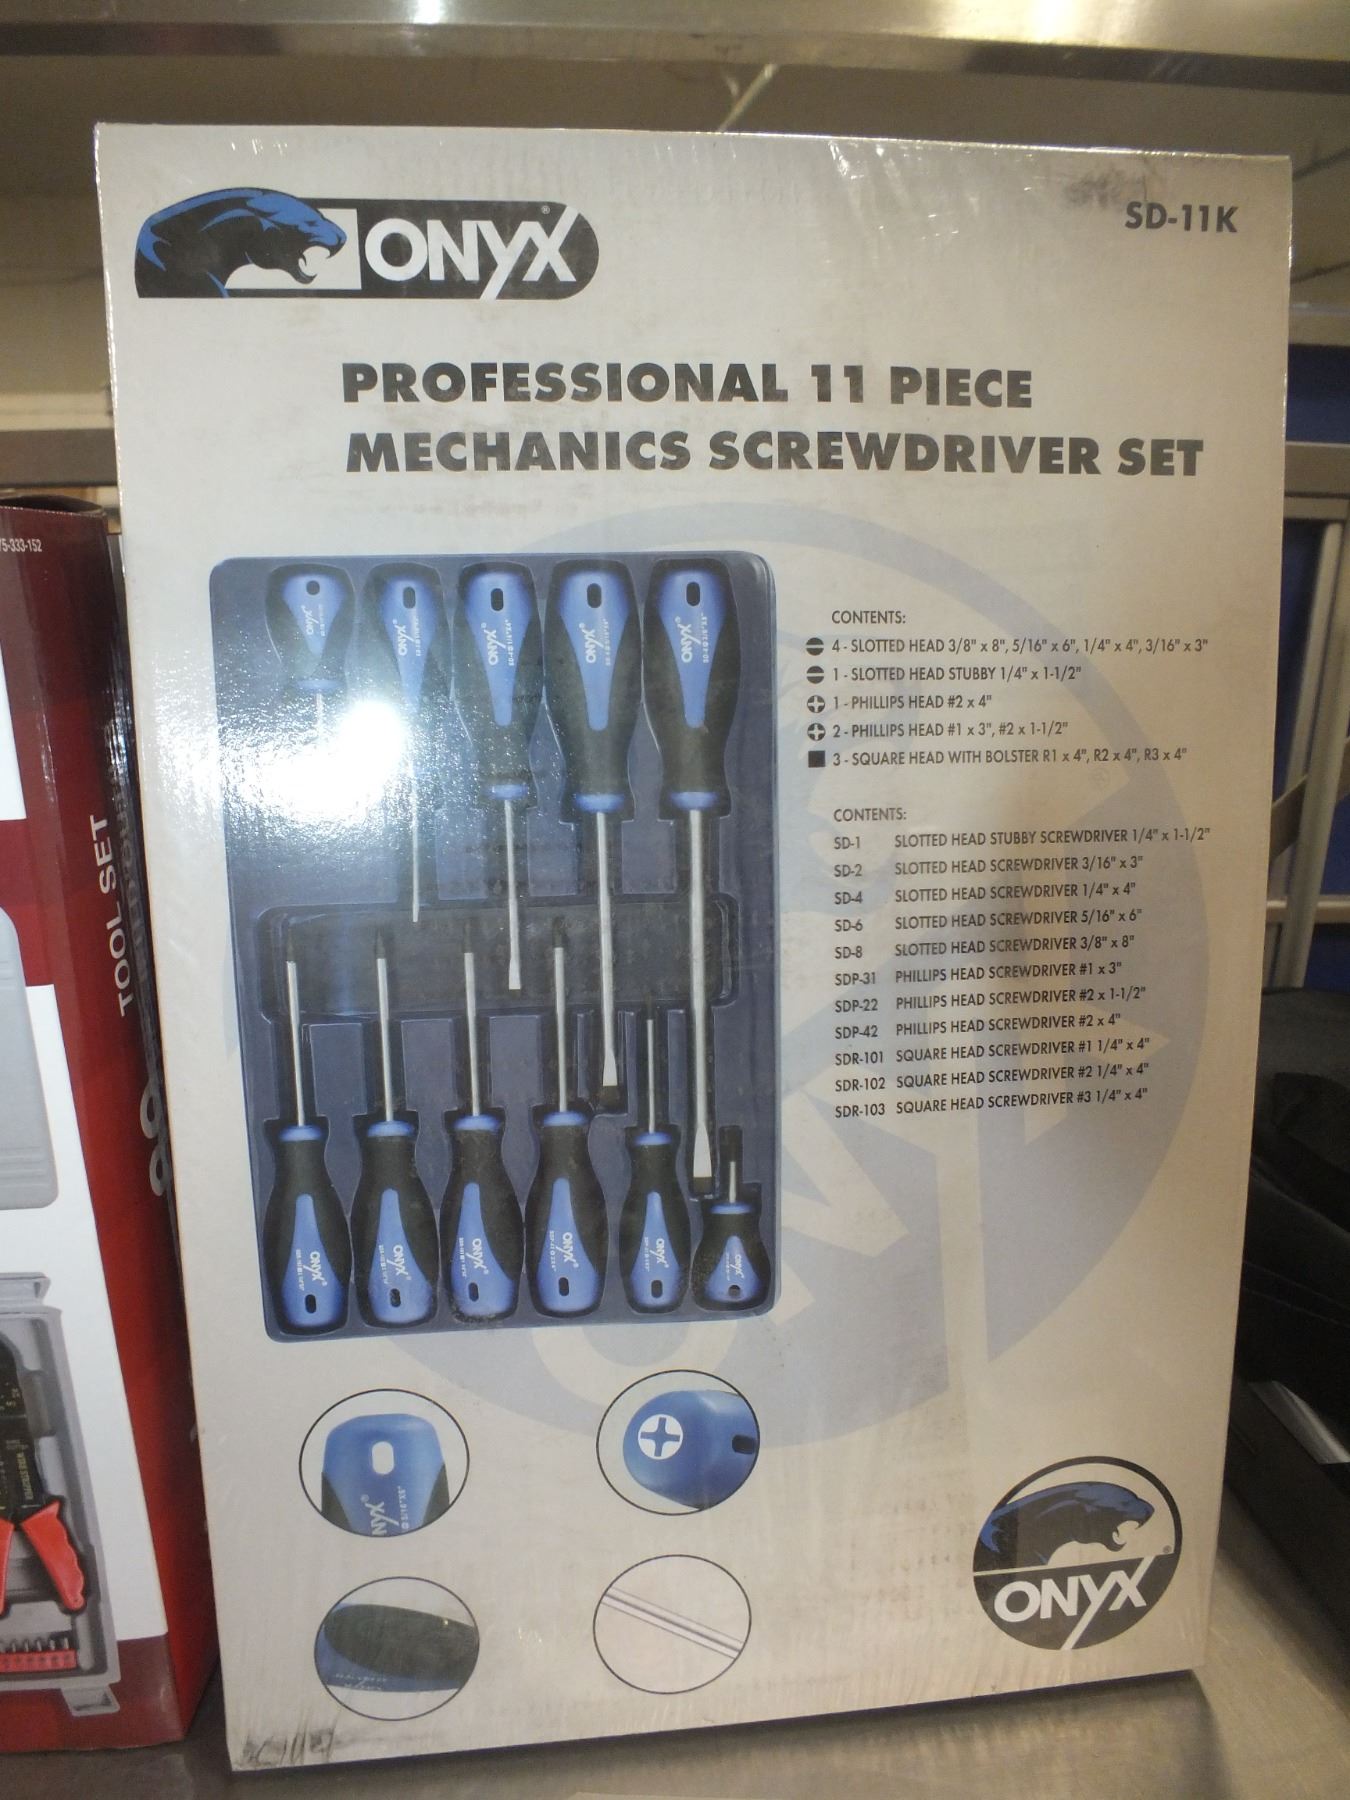 ONYX®
SD-11K
PROFESSIONAL 11 PIECE
MECHANICS SCREWDRIVER SET
CONTENTS:
4 - SLOTTED HEAD 3/8" x 8", 5/16" x 6", 1/4" x 4", 3/16" x 3"
1 - SLOTTED HEAD STUBBY 1/4" x 1-1/2"
1 - PHILLIPS HEAD #2 x 4"
2 - PHILLIPS HEAD #1 x 3", #2 x 1-1/2"
3 - SQUARE HEAD WITH BOLSTER R1 x 4", R2 x 4", R3 x 4"
CONTENTS:
SD-1 SLOTTED HEAD STUBBY SCREWDRIVER 1/4" x 1-1/2"
SD-2 SLOTTED HEAD SCREWDRIVER 3/16" x 3"
SD-4 SLOTTED HEAD SCREWDRIVER 1/4" x 4"
SD-6 SLOTTED HEAD SCREWDRIVER 5/16" x 6"
SD-8 SLOTTED HEAD SCREWDRIVER 3/8" x 8"
SDP-31 PHILLIPS HEAD SCREWDRIVER #1 x 3"
SDP-22 PHILLIPS HEAD SCREWDRIVER #2 x 1-1/2"
SDP-42 PHILLIPS HEAD SCREWDRIVER #2 x 4"
SDR-101 SQUARE HEAD SCREWDRIVER #1 1/4" x 4"
SDR-102 SQUARE HEAD SCREWDRIVER #2 1/4" x 4"
SDR-103 SQUARE HEAD SCREWDRIVER #3 1/4" x 4"
ONYX®
ONYX®
ONYX®
ONYX®
ONYX®
ONYX®
ONYX®
ONYX®
ONYX®
ONYX®
ONYX®
ONYX®
5-333-152
TOOL SET